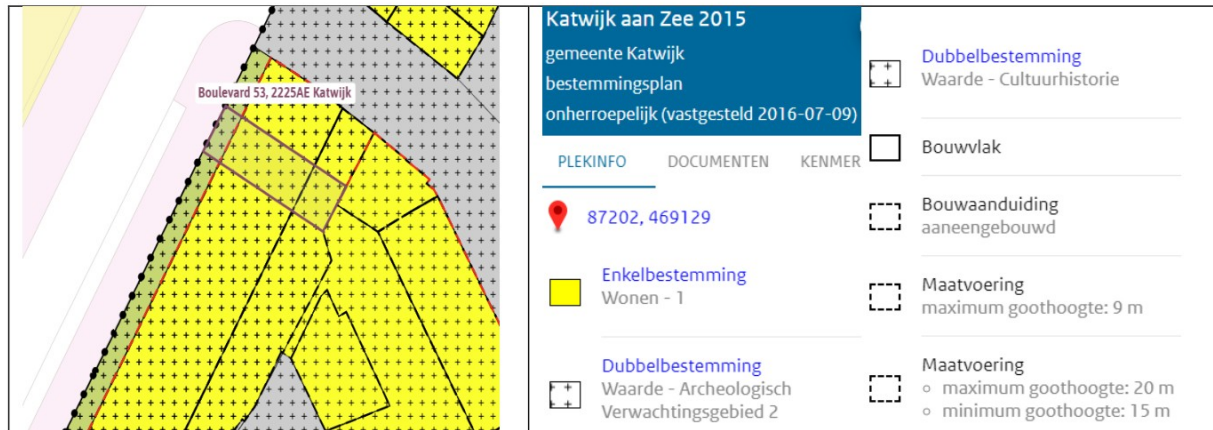 Boulevard 53, 2225AE Katwijk
Katwijk aan Zee 2015
gemeente Katwijk
bestemmingsplan
onherroepelijk (vastgesteld 2016-07-09)
PLEKINFO DOCUMENTEN KENMER
87202, 469129
Enkelbestemming
Wonen - 1
Dubbelbestemming
Waarde - Archeologisch
Verwachtingsgebied 2
Dubbelbestemming
Waarde - Cultuurhistorie
Bouwvlak
Bouwaanduiding
aaneengebouwd
Maatvoering
maximum goothoogte: 9 m
Maatvoering
maximum goothoogte: 20 m
minimum goothoogte: 15 m